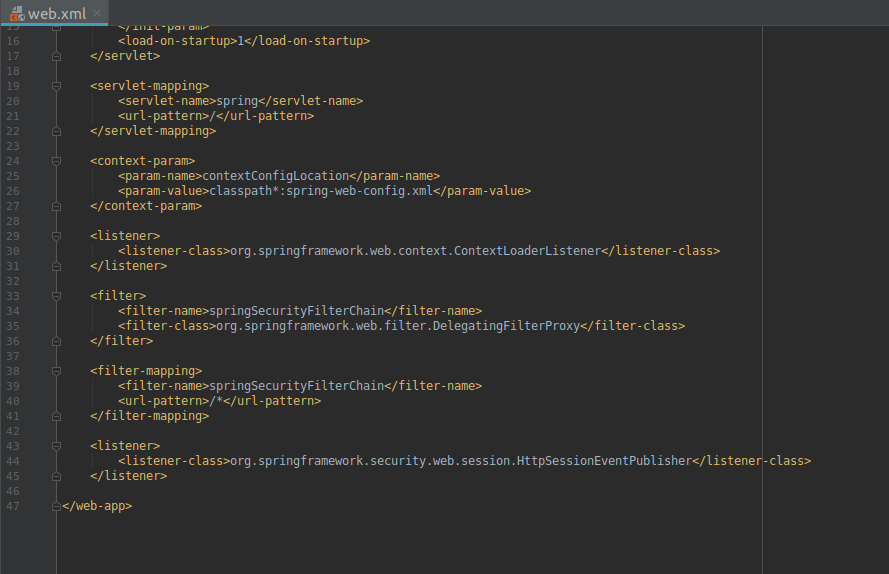 web.xml
15         </init-param>
16         <load-on-startup>1</load-on-startup>
17     </servlet>
18
19     <servlet-mapping>
20         <servlet-name>spring</servlet-name>
21         <url-pattern>/</url-pattern>
22     </servlet-mapping>
23
24     <context-param>
25         <param-name>contextConfigLocation</param-name>
26         <param-value>classpath*:spring-web-config.xml</param-value>
27     </context-param>
28
29     <listener>
30         <listener-class>org.springframework.web.context.ContextLoaderListener</listener-class>
31     </listener>
32
33     <filter>
34         <filter-name>springSecurityFilterChain</filter-name>
35         <filter-class>org.springframework.web.filter.DelegatingFilterProxy</filter-class>
36     </filter>
37
38     <filter-mapping>
39         <filter-name>springSecurityFilterChain</filter-name>
40         <url-pattern>/*</url-pattern>
41     </filter-mapping>
42
43     <listener>
44         <listener-class>org.springframework.security.web.session.HttpSessionEventPublisher</listener-class>
45     </listener>
46
47 </web-app>